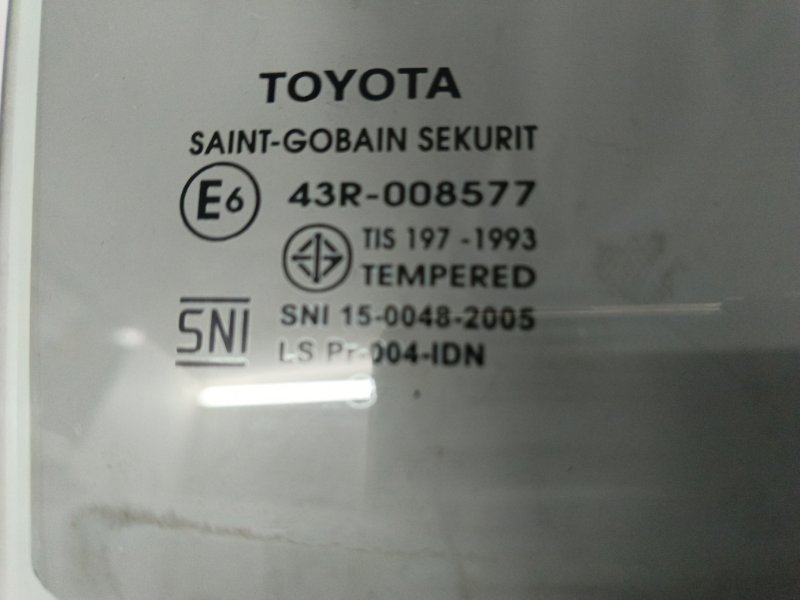 TOYOTA
SAINT-GOBAIN SEKURIT
E6 43R-008577
TIS 197 -1993
TEMPERED
SNI SNI 15-0048-2005
LS Pr-004-IDN